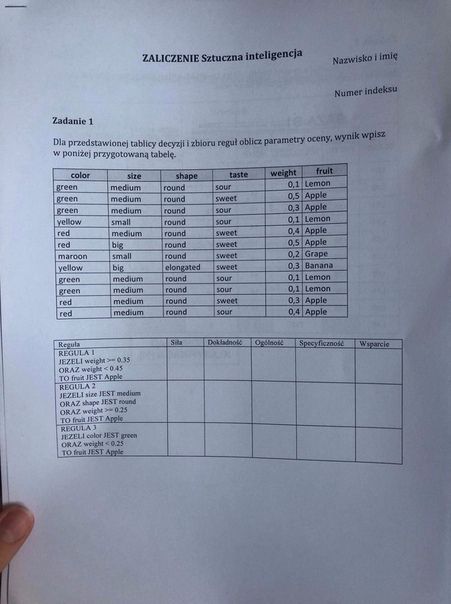 ZALICZENIE Sztuczna inteligencja
Nazwisko i imię
Numer indeksu
Zadanie 1
Dla przedstawionej tablicy decyzji i zbioru reguł oblicz parametry oceny, wynik wpisz
w poniżej przygotowaną tabelę.
color size shape taste weight fruit
green medium round sour 0,1 Lemon
green medium round sweet 0,5 Apple
green medium round sour 0,3 Apple
yellow small round sour 0,1 Lemon
red medium round sweet 0,4 Apple
red big round sweet 0,5 Apple
maroon small round sweet 0,2 Grape
yellow big elongated sweet 0,3 Banana
green medium round sour 0,1 Lemon
green medium round sour 0,1 Lemon
red medium round sweet 0,3 Apple
red medium round sour 0,4 Apple
Reguła Siła Dokładność Ogólność Specyficzność Wsparcie
REGULA 1
JEZELI weight >= 0.35
ORAZ weight < 0.45
TO fruit JEST Apple
REGULA 2
JEZELI size JEST medium
ORAZ shape JEST round
ORAZ weight >= 0.25
TO fruit JEST Apple
REGULA 3
JEZELI color JEST green
ORAZ weight < 0.25
TO fruit JEST Apple